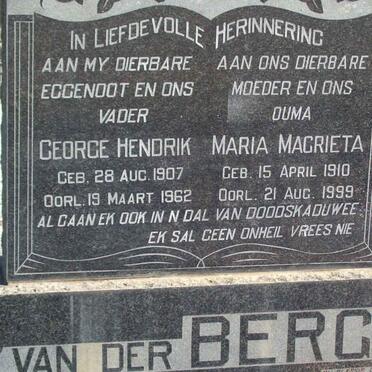 IN LIEFDEVOLLE HERINNERING
AAN MY DIERBARE
EGGENOOT EN ONS
VADER
GEORGE HENDRIK
GEB. 28 AUG. 1907
OORL. 19 MAART 1962
AAN ONS DIERBARE
MOEDER EN ONS
OUMA
MARIA MAGRIETA
GEB. 15 APRIL 1910
OORL. 21 AUG. 1999
AL GAAN EK OOK IN N DAL VAN DOODSKADUWEE
EK SAL GEEN ONHEIL VREES NIE
VAN DER BERG